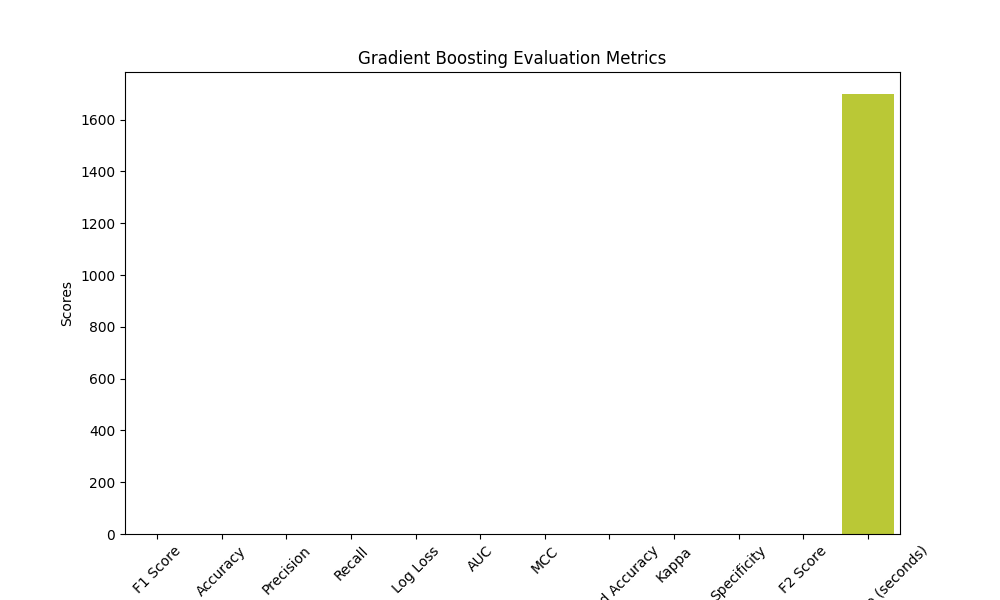 Gradient Boosting Evaluation Metrics
Scores
1600
1400
1200
1000
800
600
400
200
0
F1 Score
Accuracy
Precision
Recall
Log Loss
AUC
MCC
d Accuracy
Kappa
Specificity
F2 Score
(seconds)